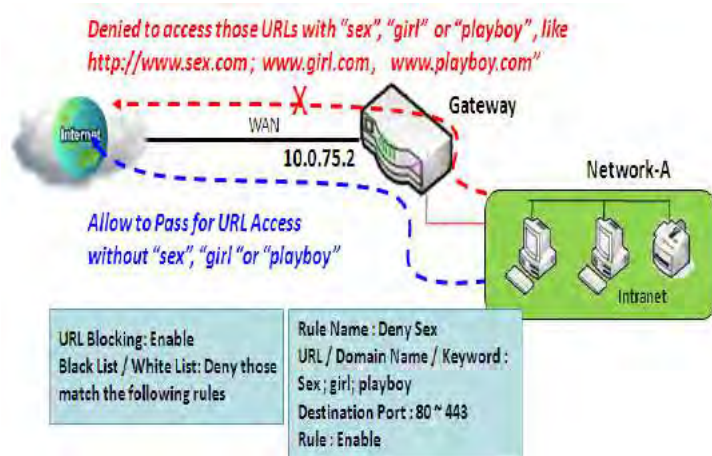 Denied to access those URLs with “sex”, “girl” or “playboy”, like
http://www.sex.com; www.girl.com, www.playboy.com”
X
Gateway
Internet
WAN
10.0.75.2
Network-A
Allow to Pass for URL Access
without “sex”, “girl “or “playboy”
Intranet
URL Blocking: Enable
Black List / White List: Deny those
match the following rules
Rule Name : Deny Sex
URL / Domain Name / Keyword :
Sex ; girl; playboy
Destination Port : 80 ~ 443
Rule : Enable